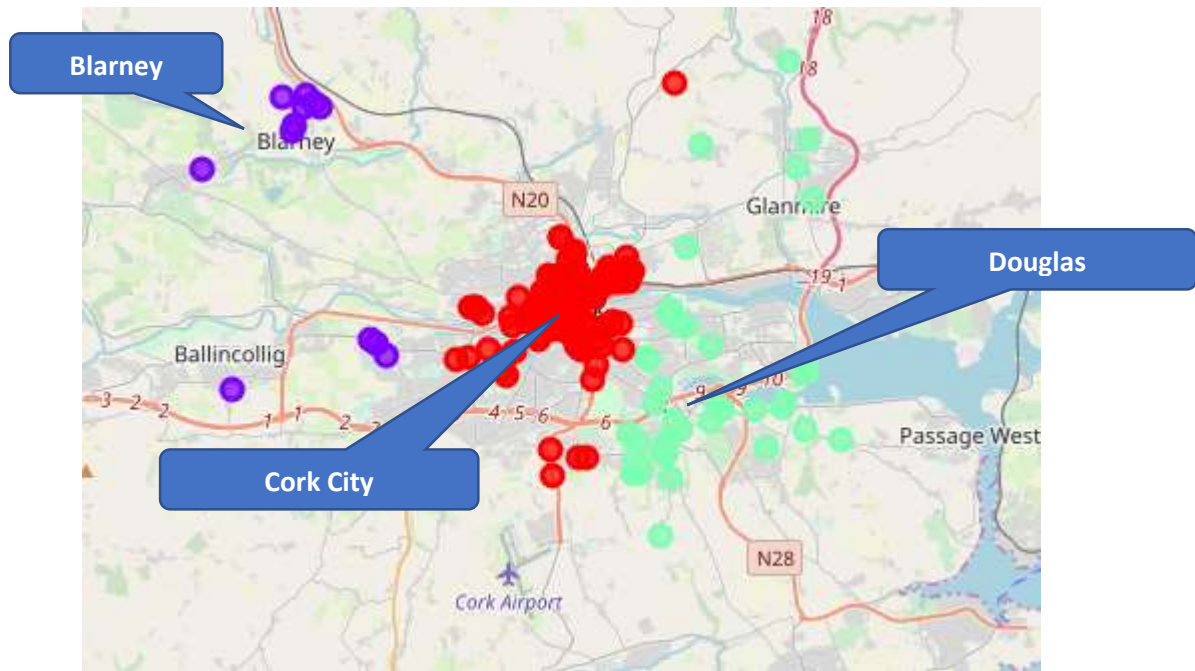 18
Blarney
18
Blarney
N20
Glanmire
Douglas
19
1
Ballincollig
10
9
9
3 2 2
1 1
2
4 5 6
6
Passage West
Cork City
N28
Cork Airport